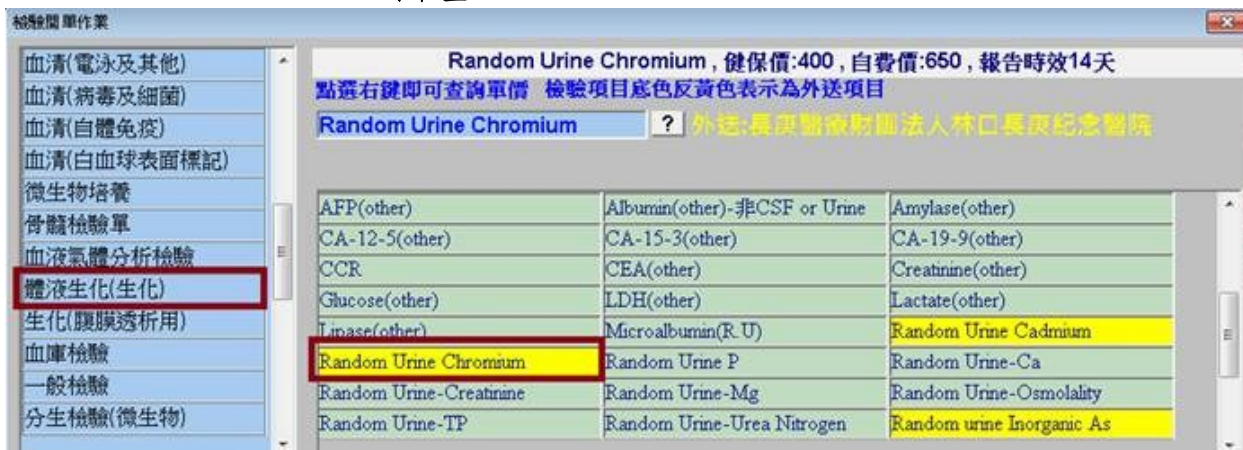 檢驗開單作業
血清(電泳及其他)
血清(病毒及細菌)
血清(自體免疫)
血清(白血球表面標記)
微生物培養
骨髓檢驗單
血液氣體分析檢驗
體液生化(生化)
生化(腹膜透析用)
血庫檢驗
一般檢驗
分生檢驗(微生物)
Random Urine Chromium , 健保價:400 , 自費價:650 , 報告時效14天
點選右鍵即可查詢單價 檢驗項目底色反黃色表示為外送項目
Random Urine Chromium ? 外送:長庚醫療財團法人林口長庚紀念醫院
AFP(other) Albumin(other)-非CSF or Urine Amylase(other)
CA-12-5(other) CA-15-3(other) CA-19-9(other)
CCR CEA(other) Creatinine(other)
Glucose(other) LDH(other) Lactate(other)
Lipase(other) Microalbumin(R.U) Random Urine Cadmium
Random Urine Chromium Random Urine P Random Urine-Ca
Random Urine-Creatinine Random Urine-Mg Random Urine-Osmolality
Random Urine-TP Random Urine-Urea Nitrogen Random urine Inorganic As